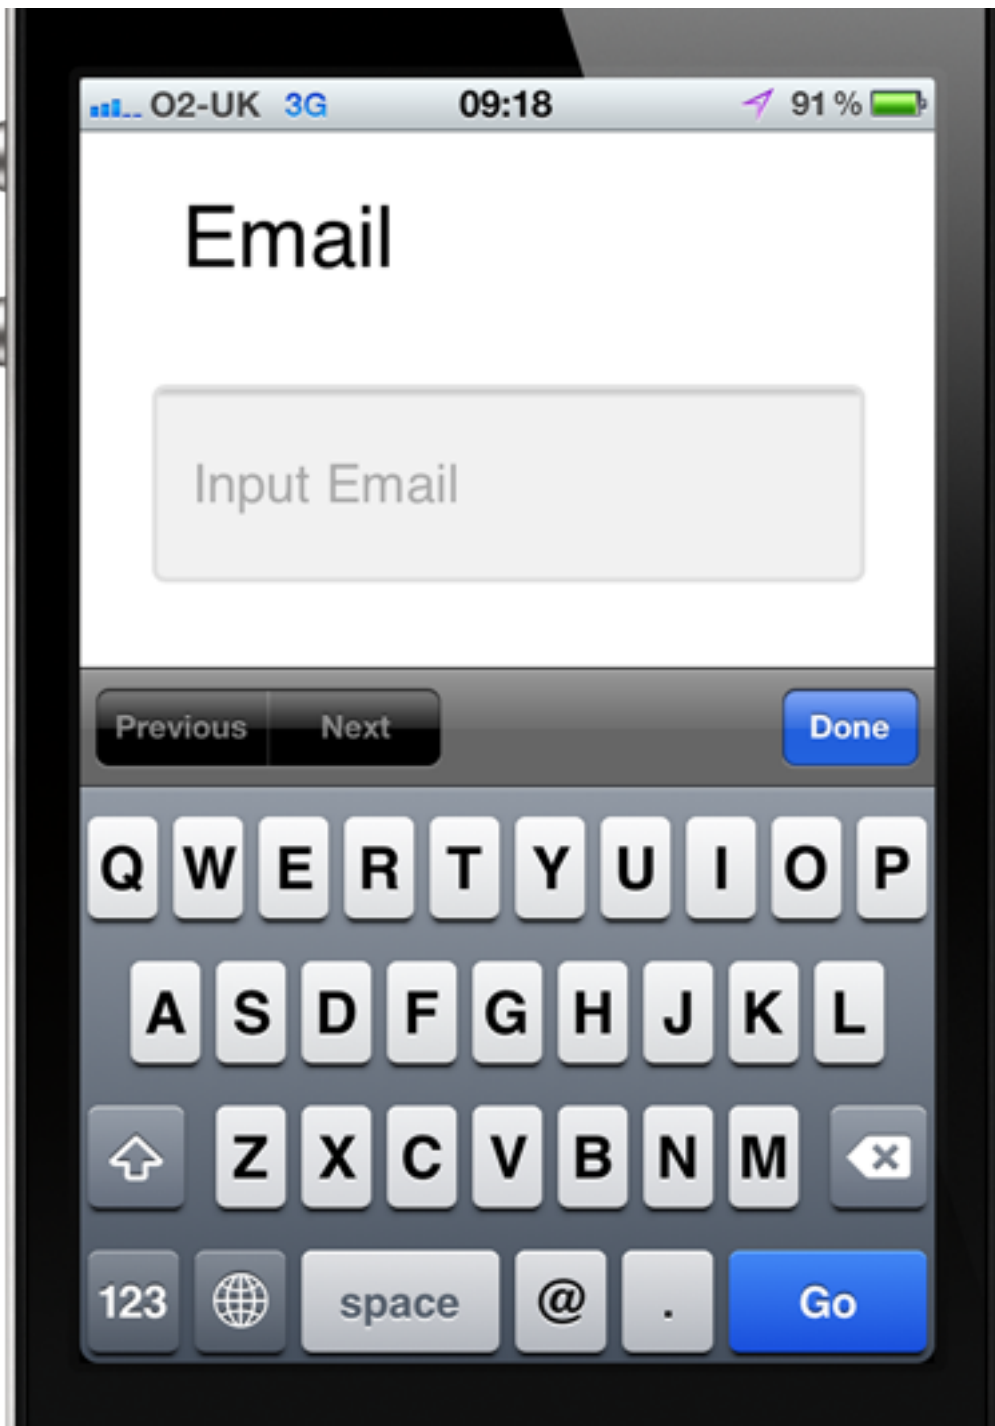 O2-UK 3G 09:18 91 %
Email
Input Email
Previous Next Done
Q W E R T Y U I O P
A S D F G H J K L
Z X C V B N M
123 space @ . Go